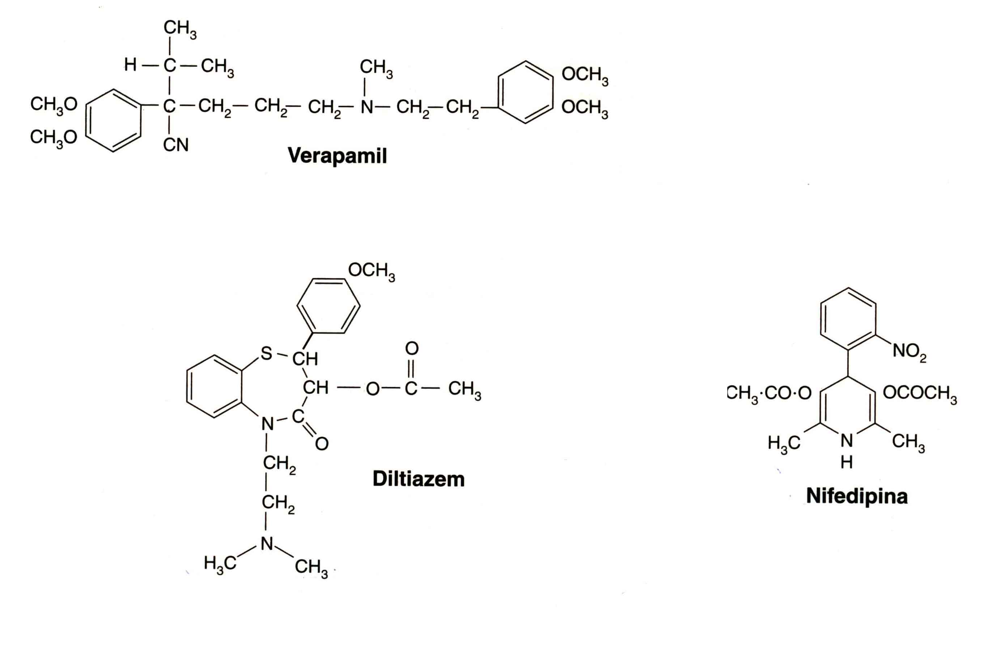 CH₃
H—C—CH₃
CH₃
OCH₃
CH₃O
C—CH₂—CH₂—CH₂—N—CH₂—CH₂
OCH₃
CH₃O
CN
Verapamil
OCH₃
S—CH
O
CH—O—C—CH₃
N—C
O
CH₂
CH₂
N
H₃C
CH₃
Diltiazem
NO₂
CH₃·CO·O
OCOCH₃
H₃C
N
H
CH₃
Nifedipina